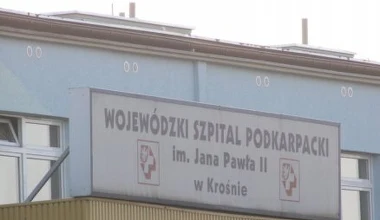 WOJEWÓDZKI SZPITAL PODKARPACKI
im. Jana Pawła II
w Krośnie